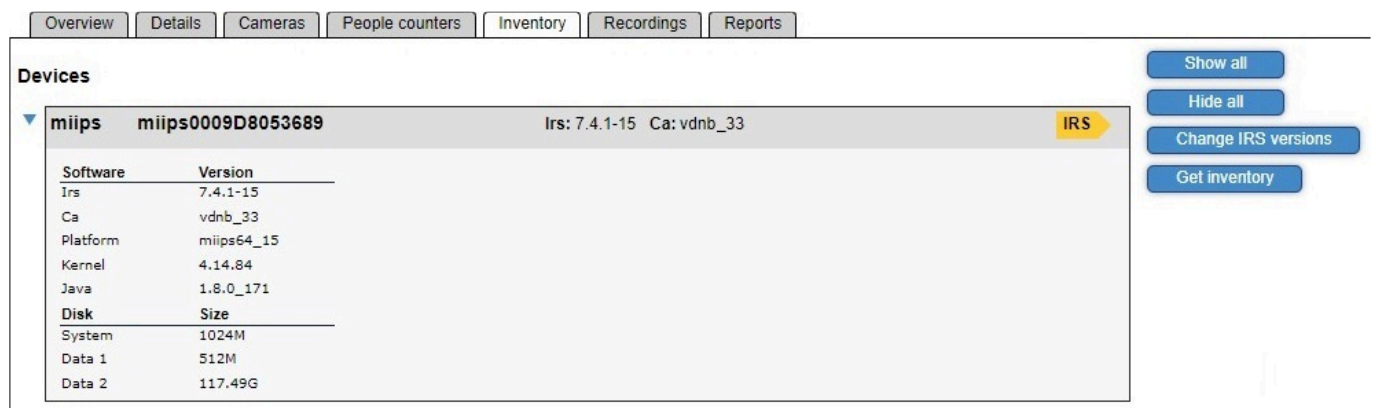 Overview Details Cameras People counters Inventory Recordings Reports
Devices
miips miips0009D8053689 Irs: 7.4.1-15 Ca: vdnb_33 IRS
Software Version
Irs 7.4.1-15
Ca vdnb_33
Platform miips64_15
Kernel 4.14.84
Java 1.8.0_171
Disk Size
System 1024M
Data 1 512M
Data 2 117.49G
Show all
Hide all
Change IRS versions
Get inventory